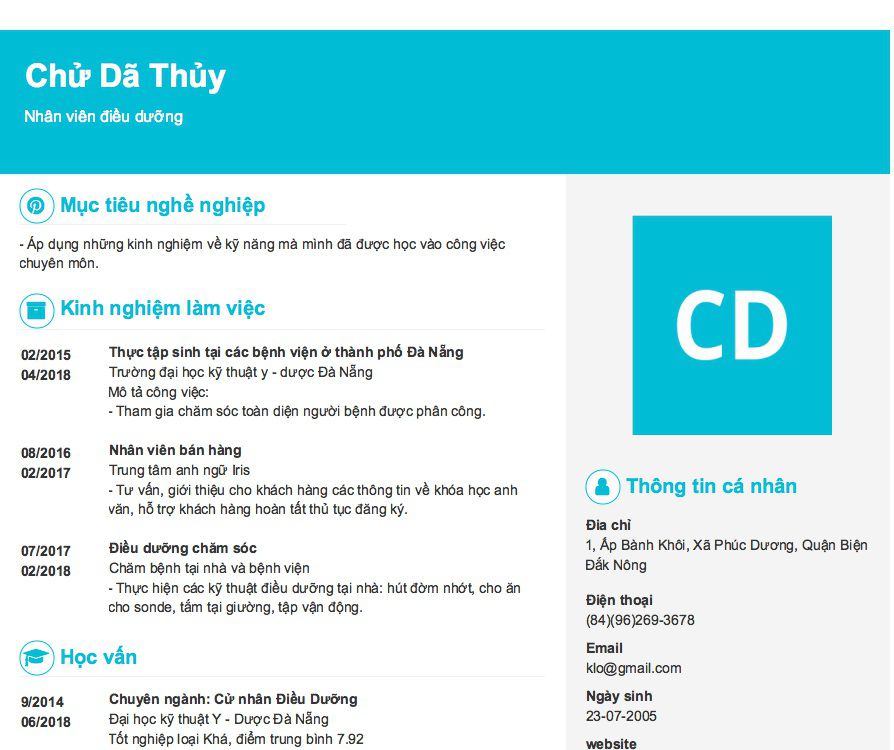 Chử Dã Thủy
Nhân viên điều dưỡng
Mục tiêu nghề nghiệp
- Áp dụng những kinh nghiệm về kỹ năng mà mình đã được học vào công việc
chuyên môn.
Kinh nghiệm làm việc
02/2015
04/2018
Thực tập sinh tại các bệnh viện ở thành phố Đà Nẵng
Trường đại học kỹ thuật y - dược Đà Nẵng
Mô tả công việc:
- Tham gia chăm sóc toàn diện người bệnh được phân công.
08/2016
02/2017
Nhân viên bán hàng
Trung tâm anh ngữ Iris
- Tư vấn, giới thiệu cho khách hàng các thông tin về khóa học anh
văn, hỗ trợ khách hàng hoàn tất thủ tục đăng ký.
07/2017
02/2018
Điều dưỡng chăm sóc
Chăm bệnh tại nhà và bệnh viện
- Thực hiện các kỹ thuật điều dưỡng tại nhà: hút đờm nhớt, cho ăn
cho sonde, tắm tại giường, tập vận động.
Học vấn
9/2014
06/2018
Chuyên ngành: Cử nhân Điều Dưỡng
Đại học kỹ thuật Y - Dược Đà Nẵng
Tốt nghiệp loại Khá, điểm trung bình 7.92
CD
Thông tin cá nhân
Đia chỉ
1, Ấp Bành Khôi, Xã Phúc Dương, Quận Biện
Đắk Nông
Điện thoại
(84)(96)269-3678
Email
klo@gmail.com
Ngày sinh
23-07-2005
website